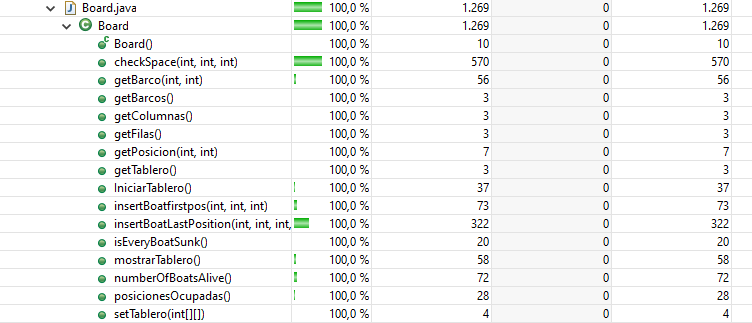 Board.java 100,0 % 1.269 0 1.269
Board 100,0 % 1.269 0 1.269
Board() 100,0 % 10 0 10
checkSpace(int, int, int) 100,0 % 570 0 570
getBarco(int, int) 100,0 % 56 0 56
getBarcos() 100,0 % 3 0 3
getColumnas() 100,0 % 3 0 3
getFilas() 100,0 % 3 0 3
getPosicion(int, int) 100,0 % 7 0 7
getTablero() 100,0 % 3 0 3
IniciarTablero() 100,0 % 37 0 37
insertBoatfirstpos(int, int, int) 100,0 % 73 0 73
insertBoatLastPosition(int, int, int, 100,0 % 322 0 322
isEveryBoatSunk() 100,0 % 20 0 20
mostrarTablero() 100,0 % 58 0 58
numberOfBoatsAlive() 100,0 % 72 0 72
posicionesOcupadas() 100,0 % 28 0 28
setTablero(int[][]) 100,0 % 4 0 4